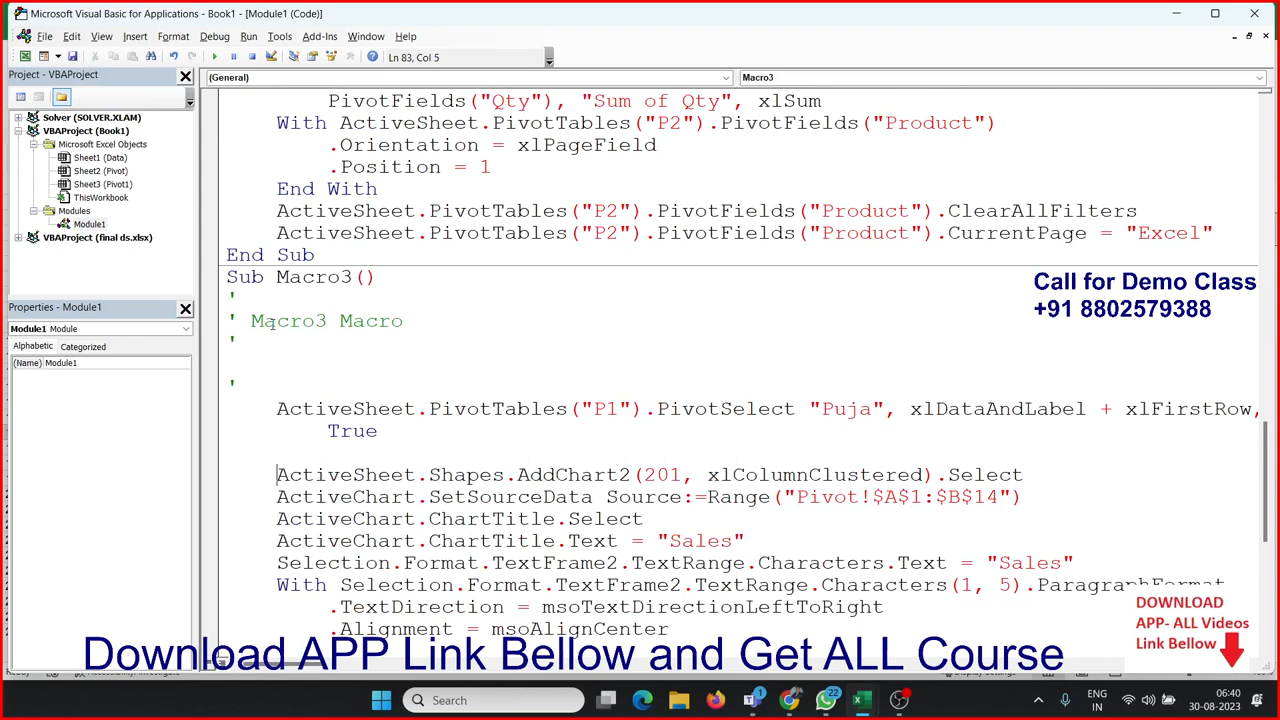 Microsoft Visual Basic for Applications - Book1 - [Module1 (Code)]
File Edit View Insert Format Debug Run Tools Add-Ins Window Help
Ln 83, Col 5
Project - VBAProject
(General)
Macro3
Solver (SOLVER.XLAM)
VBAProject (Book1)
Microsoft Excel Objects
Sheet1 (Data)
Sheet2 (Pivot)
Sheet3 (Pivot1)
ThisWorkbook
Modules
Module1
VBAProject (final ds.xlsx)
Properties - Module1
Module1 Module
Alphabetic Categorized
(Name) Module1
PivotFields("Qty"), "Sum of Qty", xlSum
With ActiveSheet.PivotTables("P2").PivotFields("Product")
.Orientation = xlPageField
.Position = 1
End With
ActiveSheet.PivotTables("P2").PivotFields("Product").ClearAllFilters
ActiveSheet.PivotTables("P2").PivotFields("Product").CurrentPage = "Excel"
End Sub
Sub Macro3()
'
' Macro3 Macro
'
'
ActiveSheet.PivotTables("P1").PivotSelect "Puja", xlDataAndLabel + xlFirstRow,
True
ActiveSheet.Shapes.AddChart2(201, xlColumnClustered).Select
ActiveChart.SetSourceData Source:=Range("Pivot!$A$1:$B$14")
ActiveChart.ChartTitle.Select
ActiveChart.ChartTitle.Text = "Sales"
Selection.Format.TextFrame2.TextRange.Characters.Text = "Sales"
With Selection.Format.TextFrame2.TextRange.Characters(1, 5).ParagraphFormat
.TextDirection = msoTextDirectionLeftToRight
.Alignment = msoAlignCenter
Call for Demo Class
+91 8802579388
DOWNLOAD
APP- ALL Videos
Link Bellow
Download APP Link Bellow and Get ALL Course
Search
1
22
ENG
IN
06:40
30-08-2023